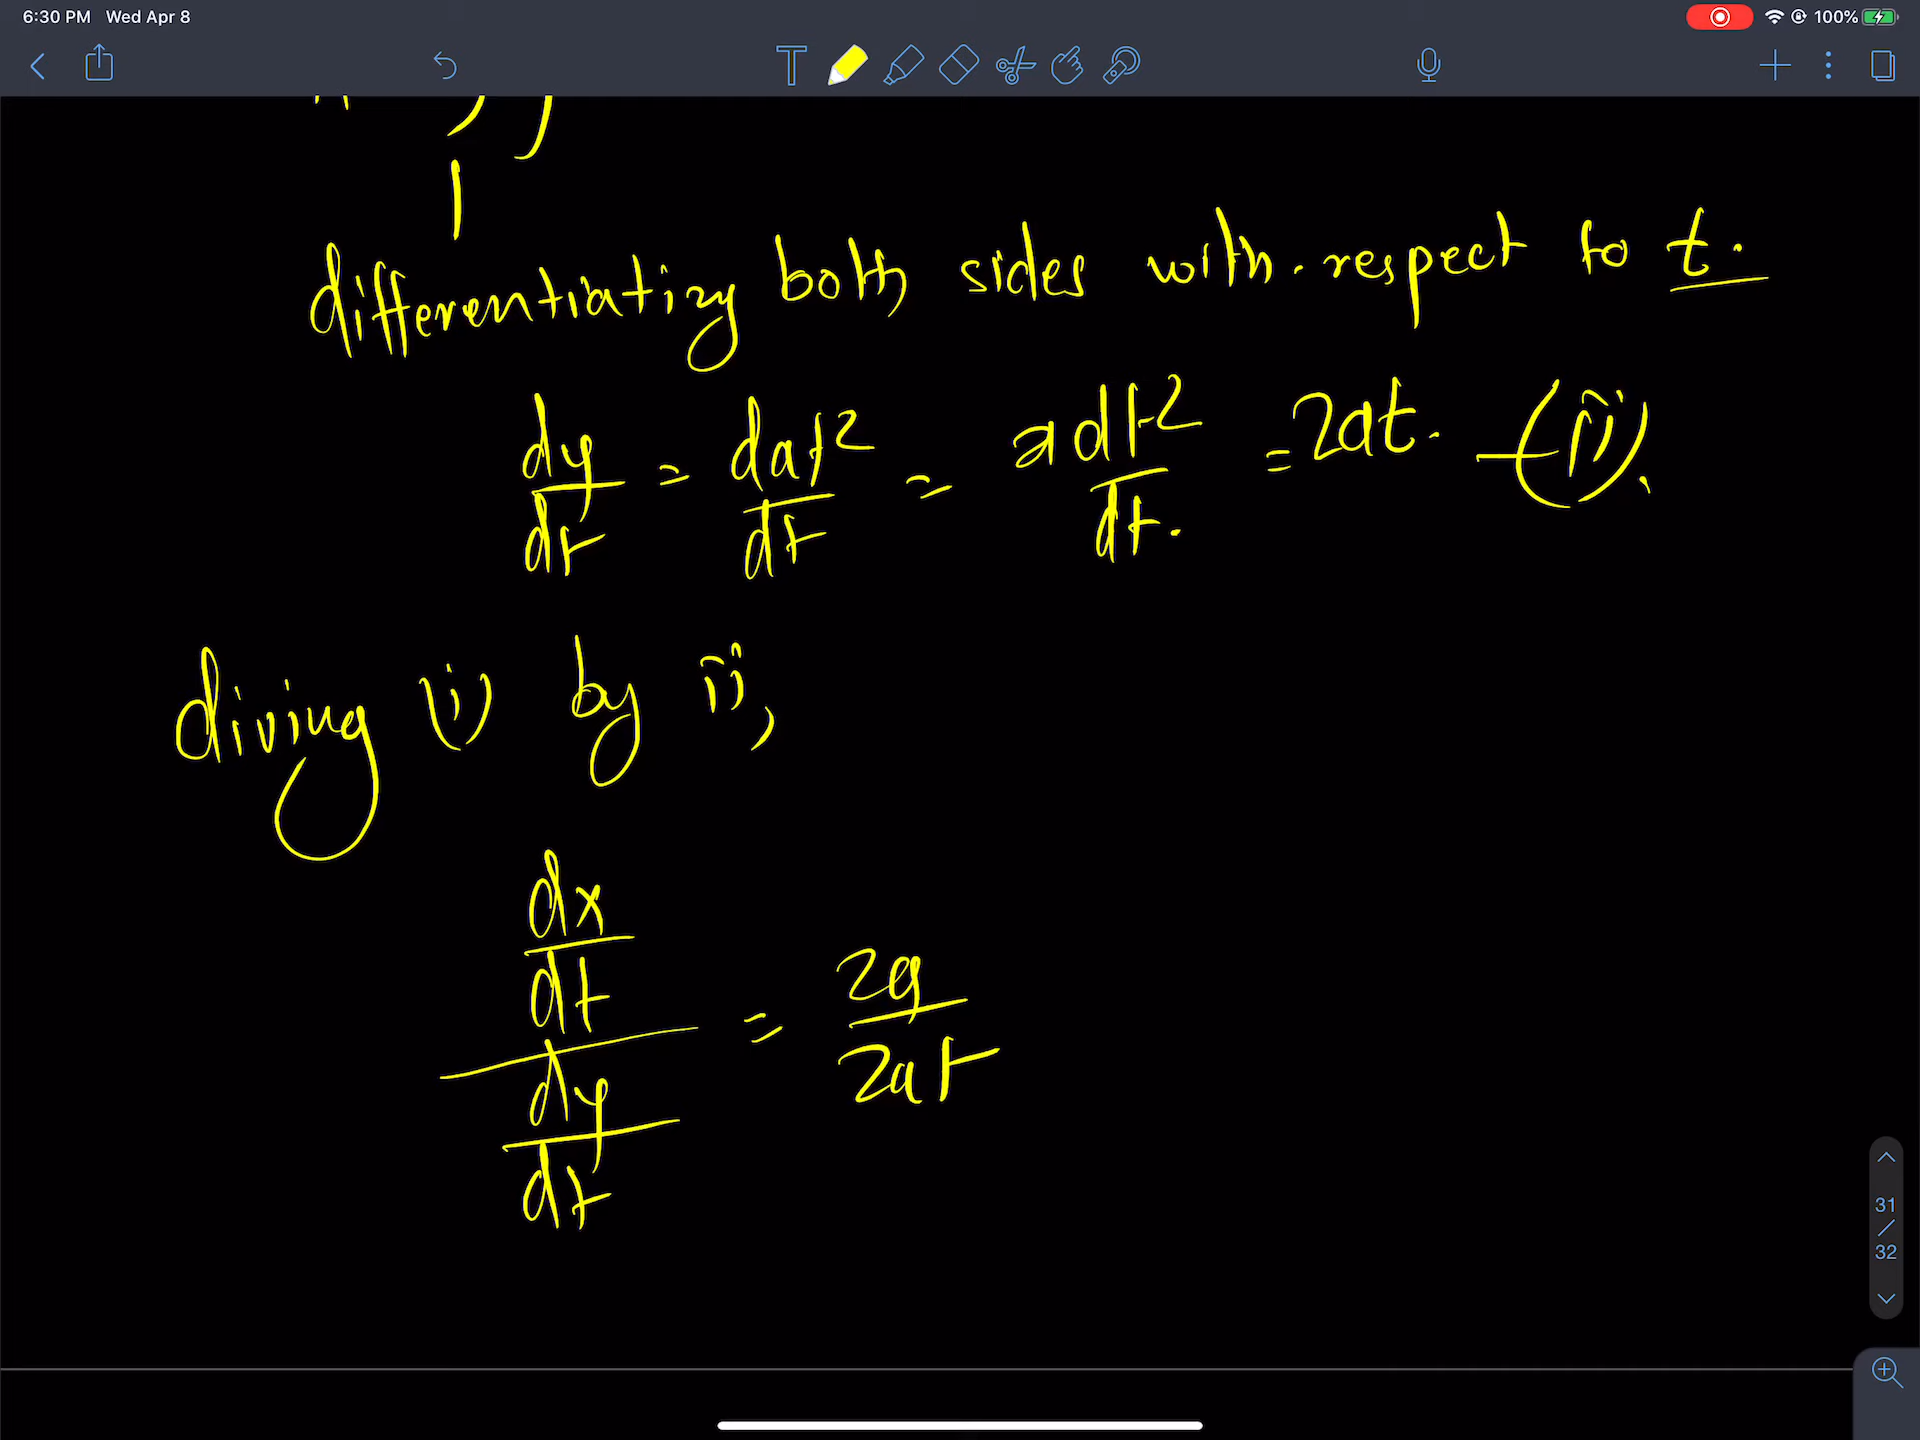 6:30 PM Wed Apr 8 100%
T
differentiating both sides with. respect to t.
dy/dt = dat²/dt = adt²/dt. = 2at. —(ii).
diving (i) by ii,
dx/dt / dy/dt = 2a/2at
31
/
32